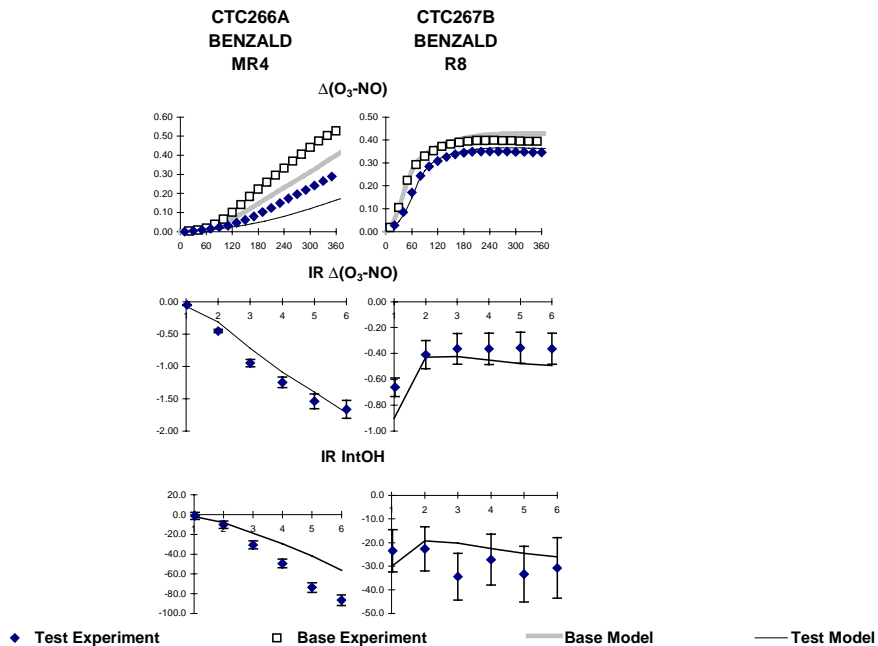 CTC266A CTC267B
BENZALD BENZALD
MR4 R8
Δ(O3-NO)
0.60 0.60
0.50 0.50
0.40 0.40
0.30 0.30
0.20 0.20
0.10 0.10
0.00 0.00
0 60 120 180 240 300 360 0 60 120 180 240 300 360
IR Δ(O3-NO)
0.00 0.00
1 2 3 4 5 6 1 2 3 4 5 6
-0.50 -0.20
-1.00 -0.40
-1.50 -0.60
-2.00 -0.80
-1.00
IR IntOH
20.0 0.0
0.0 -10.0
1 2 3 4 5 6 1 2 3 4 5 6
-20.0 -20.0
-40.0 -30.0
-60.0 -40.0
-80.0 -50.0
-100.0
Test Experiment Base Experiment Base Model Test Model